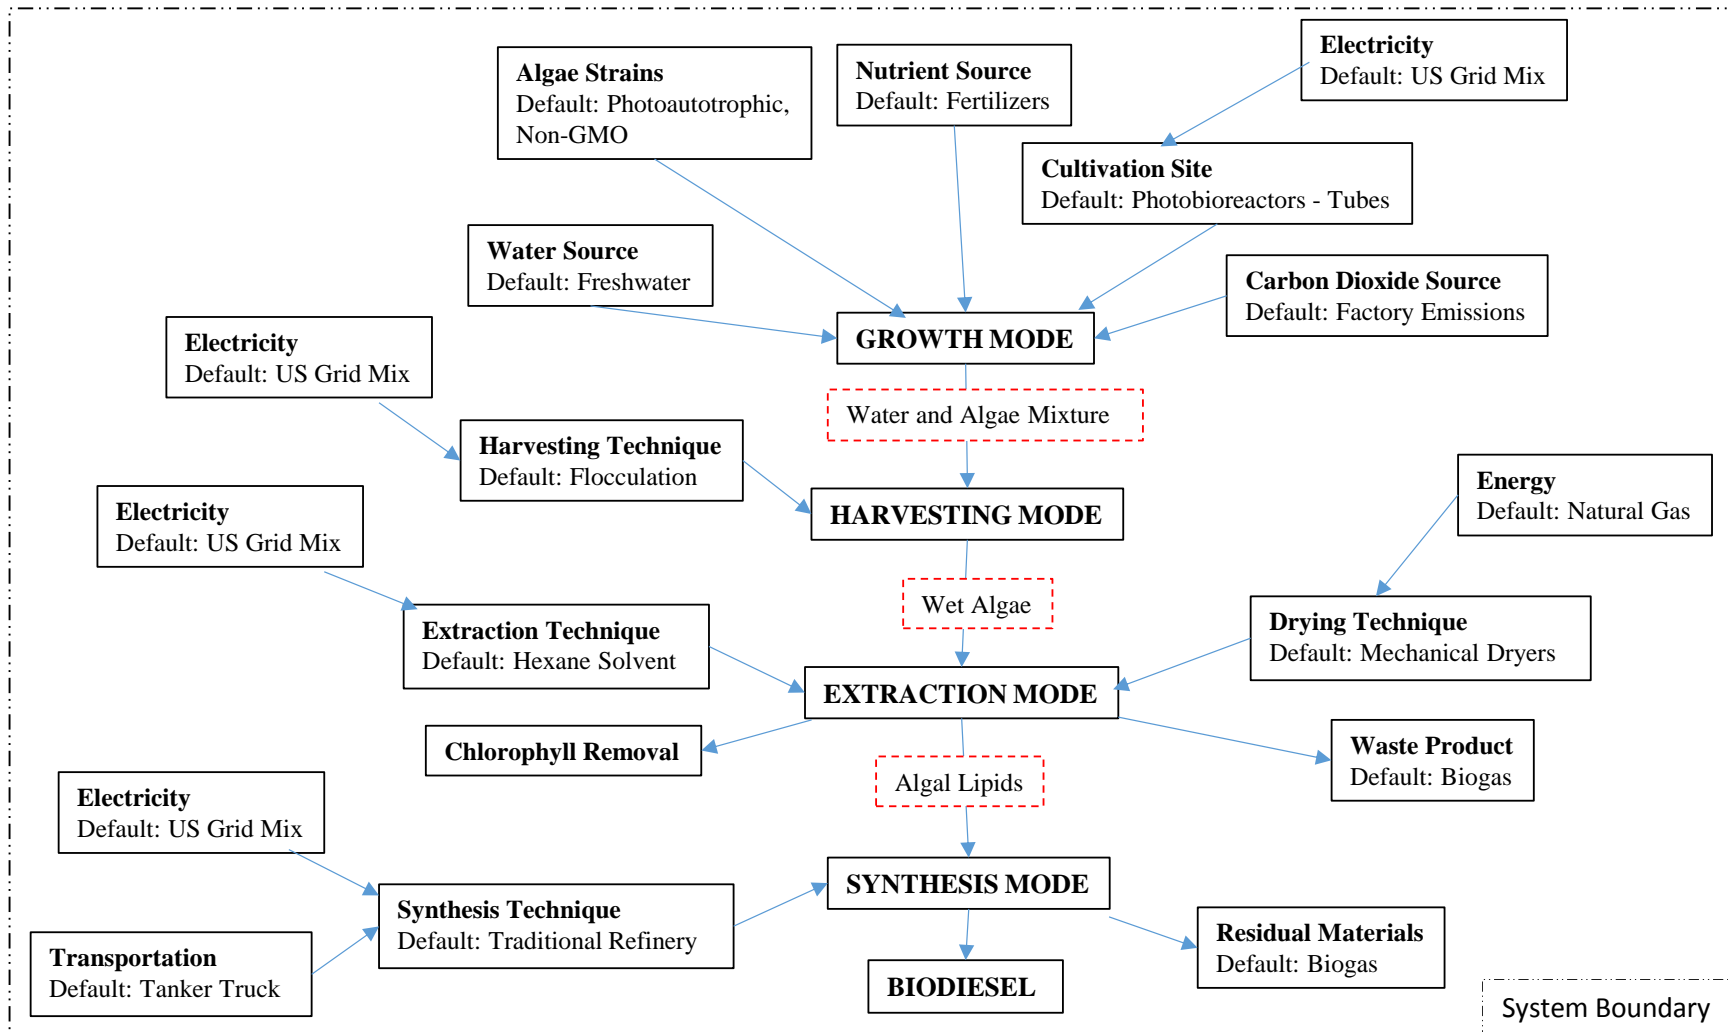 Algae Strains
Default: Photoautotrophic,
Non-GMO
Nutrient Source
Default: Fertilizers
Electricity
Default: US Grid Mix
Cultivation Site
Default: Photobioreactors - Tubes
Water Source
Default: Freshwater
Carbon Dioxide Source
Default: Factory Emissions
GROWTH MODE
Electricity
Default: US Grid Mix
Water and Algae Mixture
Harvesting Technique
Default: Flocculation
HARVESTING MODE
Energy
Default: Natural Gas
Electricity
Default: US Grid Mix
Wet Algae
Extraction Technique
Default: Hexane Solvent
Drying Technique
Default: Mechanical Dryers
EXTRACTION MODE
Chlorophyll Removal
Waste Product
Default: Biogas
Algal Lipids
Electricity
Default: US Grid Mix
SYNTHESIS MODE
Synthesis Technique
Default: Traditional Refinery
Residual Materials
Default: Biogas
Transportation
Default: Tanker Truck
BIODIESEL
System Boundary